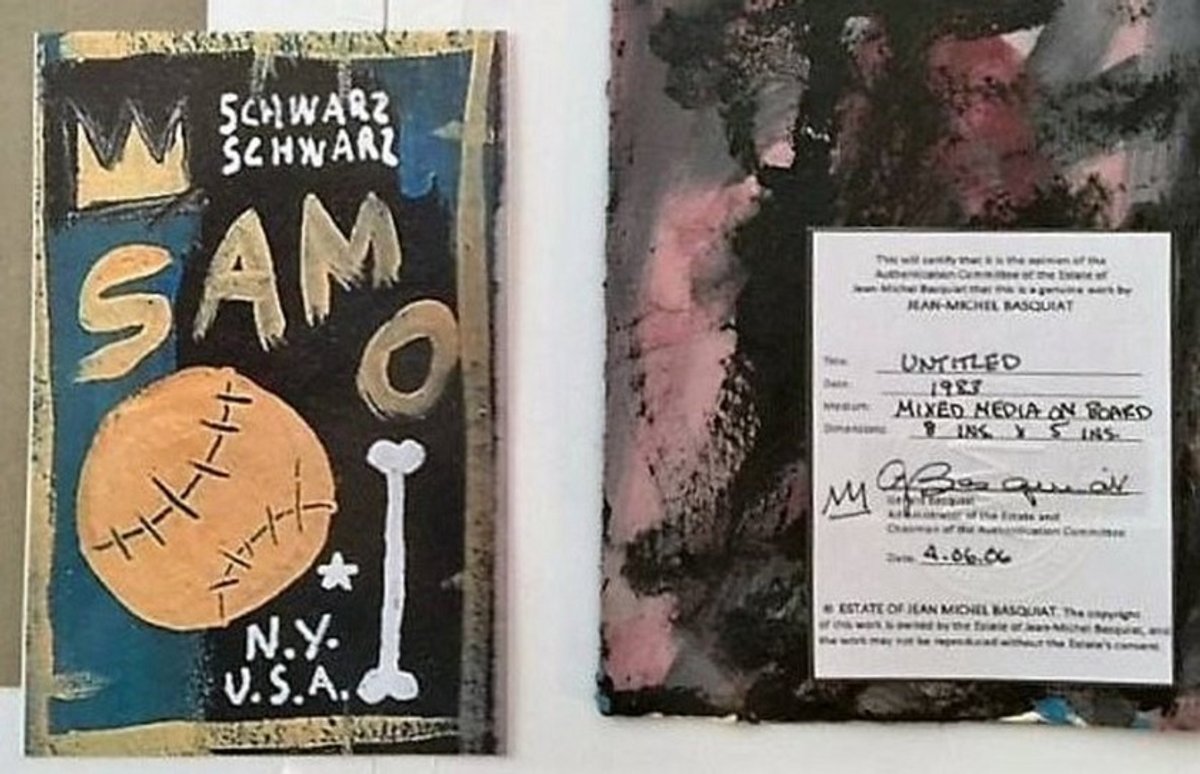 SCHWARZ
SCHWARZ
SAMO
N.Y.
U.S.A.
This will certify that it is the opinion of the
Authentication Committee of the Estate of
Jean-Michel Basquiat that this is a genuine work by
JEAN-MICHEL BASQUIAT
Title: UNTITLED
Date: 1983
Medium: MIXED MEDIA ON BOARD
Dimensions: 8 INS. X 5 INS.
Basquiat
Administrator of the Estate and
Chairman of the Authentication Committee
Date: 4.06.06
© ESTATE OF JEAN MICHEL BASQUIAT. The copyright
of this work is owned by the Estate of Jean-Michel Basquiat, and
the work may not be reproduced without the Estate's consent.